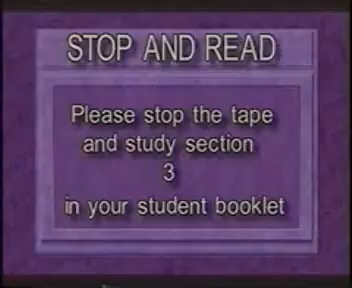 STOP AND READ
Please stop the tape
and study section
3
in your student booklet